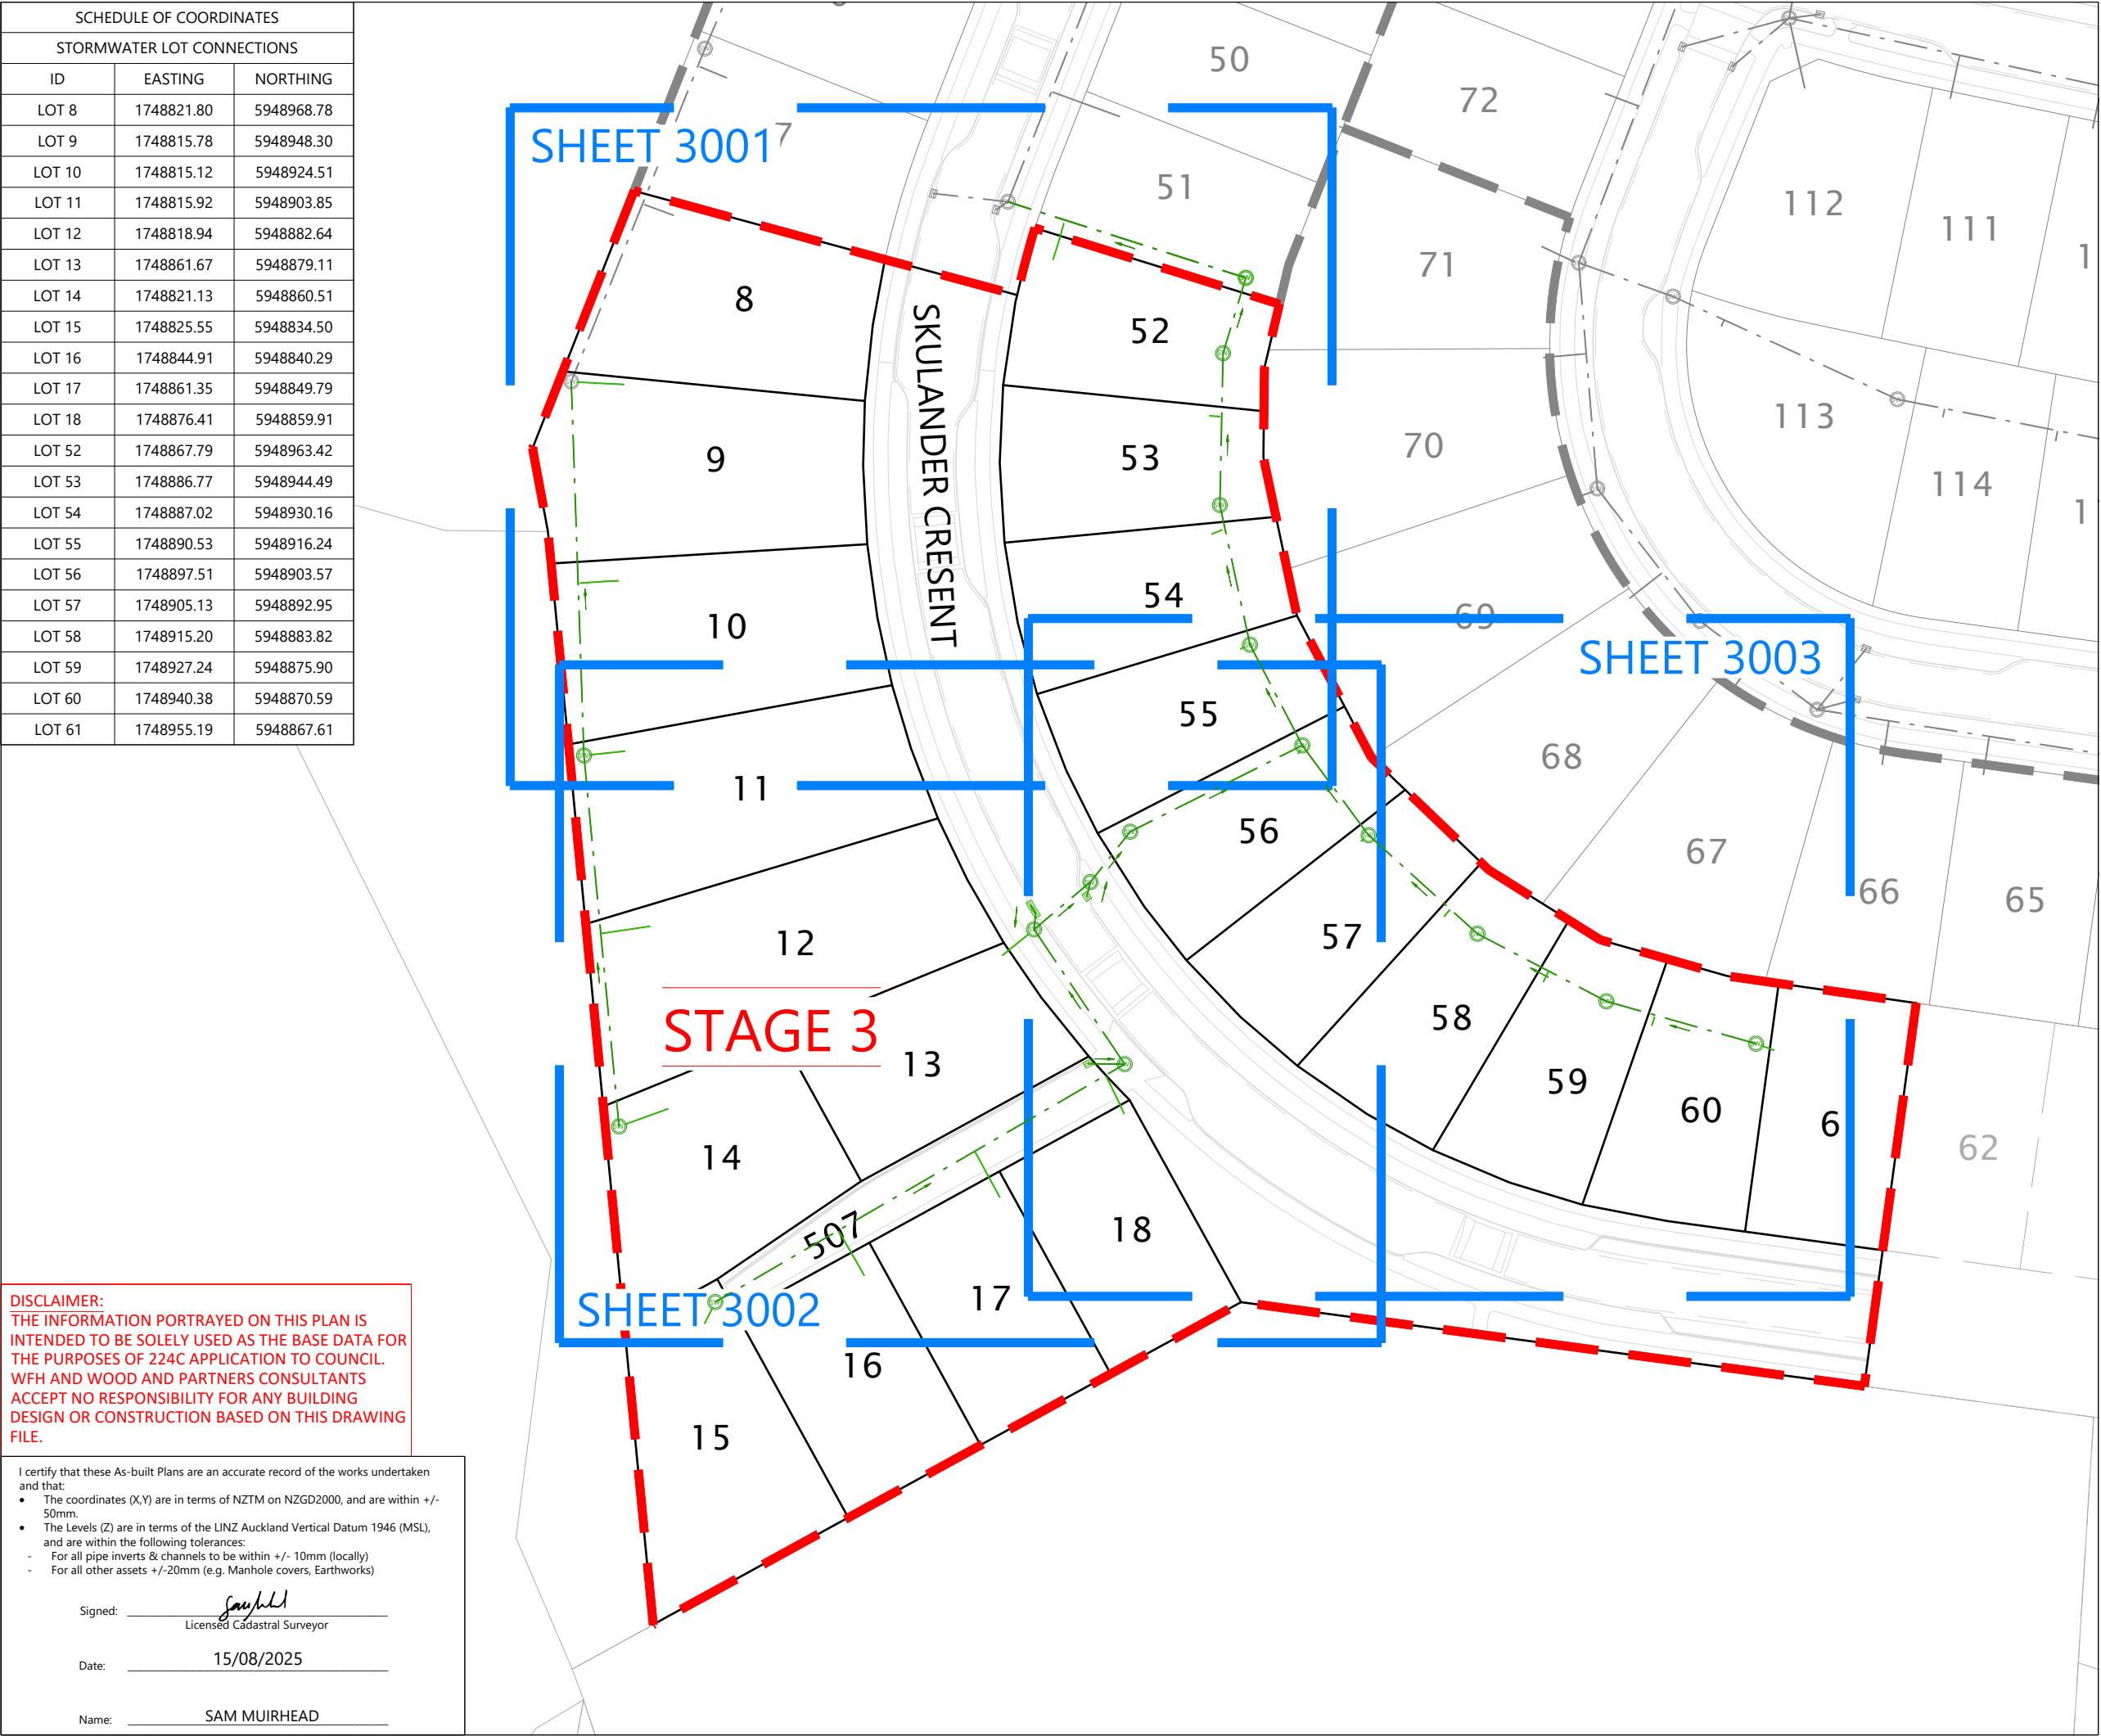 SCHEDULE OF COORDINATES
STORMWATER LOT CONNECTIONS
ID EASTING NORTHING
LOT 8 1748821.80 5948968.78
LOT 9 1748815.78 5948948.30
LOT 10 1748815.12 5948924.51
LOT 11 1748815.92 5948903.85
LOT 12 1748818.94 5948882.64
LOT 13 1748861.67 5948879.11
LOT 14 1748821.13 5948860.51
LOT 15 1748825.55 5948834.50
LOT 16 1748844.91 5948840.29
LOT 17 1748861.35 5948849.79
LOT 18 1748876.41 5948859.91
LOT 52 1748867.79 5948963.42
LOT 53 1748886.77 5948944.49
LOT 54 1748887.02 5948930.16
LOT 55 1748890.53 5948916.24
LOT 56 1748897.51 5948903.57
LOT 57 1748905.13 5948892.95
LOT 58 1748915.20 5948883.82
LOT 59 1748927.24 5948875.90
LOT 60 1748940.38 5948870.59
LOT 61 1748955.19 5948867.61
50
72
SHEET 3001
7
51
112
111
1
71
8
52
SKULANDER CRESENT
113
70
9
53
114
1
54
69
10
SHEET 3003
55
68
11
56
67
66
65
57
12
58
STAGE 3
13
59
60
6
62
14
507
18
17
SHEET 3002
16
15
DISCLAIMER:
THE INFORMATION PORTRAYED ON THIS PLAN IS
INTENDED TO BE SOLELY USED AS THE BASE DATA FOR
THE PURPOSES OF 224C APPLICATION TO COUNCIL.
WFH AND WOOD AND PARTNERS CONSULTANTS
ACCEPT NO RESPONSIBILITY FOR ANY BUILDING
DESIGN OR CONSTRUCTION BASED ON THIS DRAWING
FILE.
I certify that these As-built Plans are an accurate record of the works undertaken
and that:
• The coordinates (X,Y) are in terms of NZTM on NZGD2000, and are within +/-
50mm.
• The Levels (Z) are in terms of the LINZ Auckland Vertical Datum 1946 (MSL),
and are within the following tolerances:
- For all pipe inverts & channels to be within +/- 10mm (locally)
- For all other assets +/-20mm (e.g. Manhole covers, Earthworks)
Signed:
Licensed Cadastral Surveyor
Date: 15/08/2025
Name: SAM MUIRHEAD